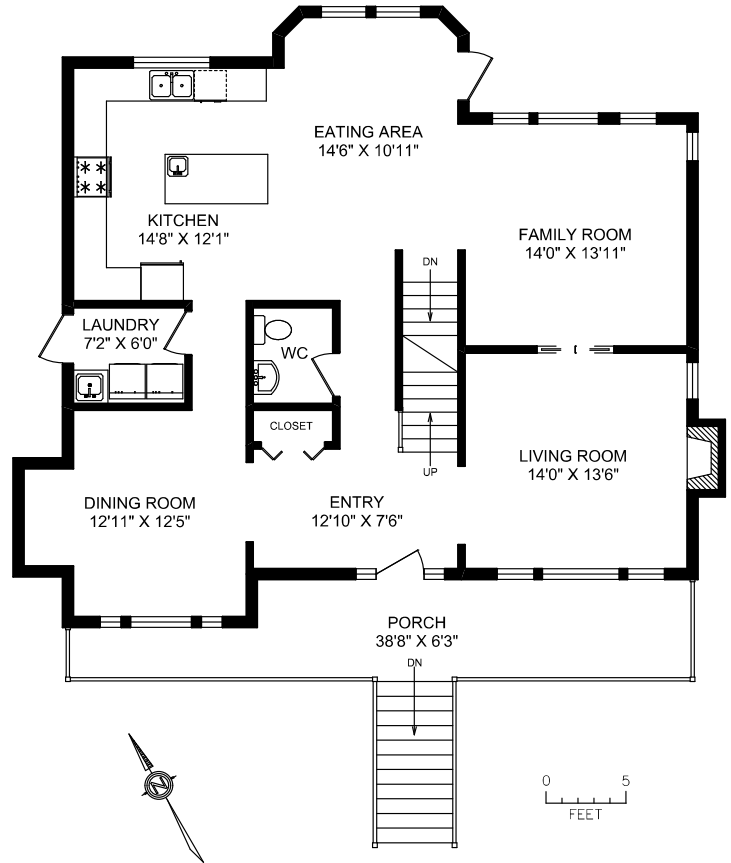 EATING AREA
14'6" X 10'11"
KITCHEN
14'8" X 12'1"
FAMILY ROOM
14'0" X 13'11"
DN
LAUNDRY
7'2" X 6'0"
WC
CLOSET
UP
LIVING ROOM
14'0" X 13'6"
DINING ROOM
12'11" X 12'5"
ENTRY
12'10" X 7'6"
PORCH
38'8" X 6'3"
DN
N
0 5
FEET